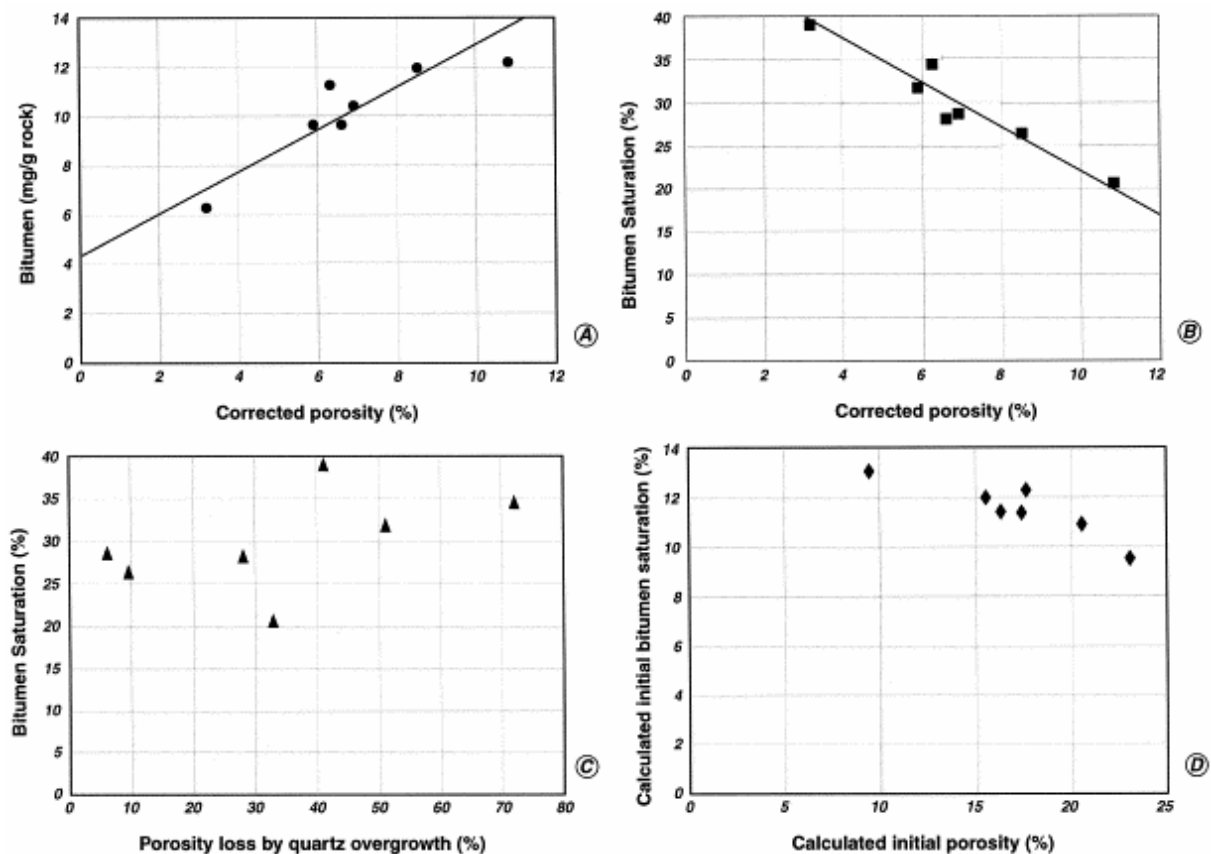 14
12
10
8
6
4
2
0
Bitumen (mg/g rock)
0 2 4 6 8 10 12
Corrected porosity (%)
A
40
35
30
25
20
15
10
5
0
Bitumen Saturation (%)
0 2 4 6 8 10 12
Corrected porosity (%)
B
40
35
30
25
20
15
10
5
0
Bitumen Saturation (%)
0 10 20 30 40 50 60 70 80
Porosity loss by quartz overgrowth (%)
C
14
12
10
8
6
4
2
0
Calculated initial bitumen saturation (%)
0 5 10 15 20 25
Calculated initial porosity (%)
D